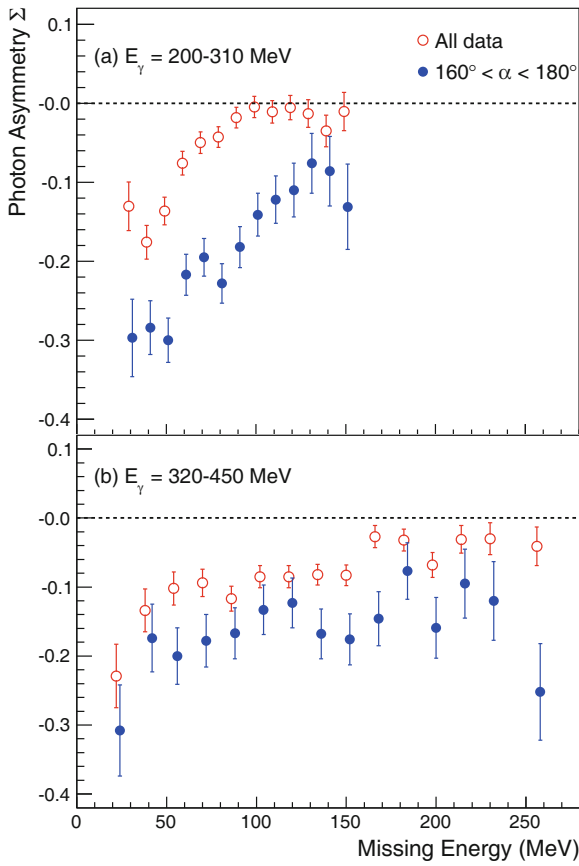 Photon Asymmetry Σ
0.1
-0.0
-0.1
-0.2
-0.3
-0.4
(a) Eγ = 200-310 MeV
All data
160° < α < 180°
0.1
-0.0
-0.1
-0.2
-0.3
-0.4
(b) Eγ = 320-450 MeV
0 50 100 150 200 250
Missing Energy (MeV)